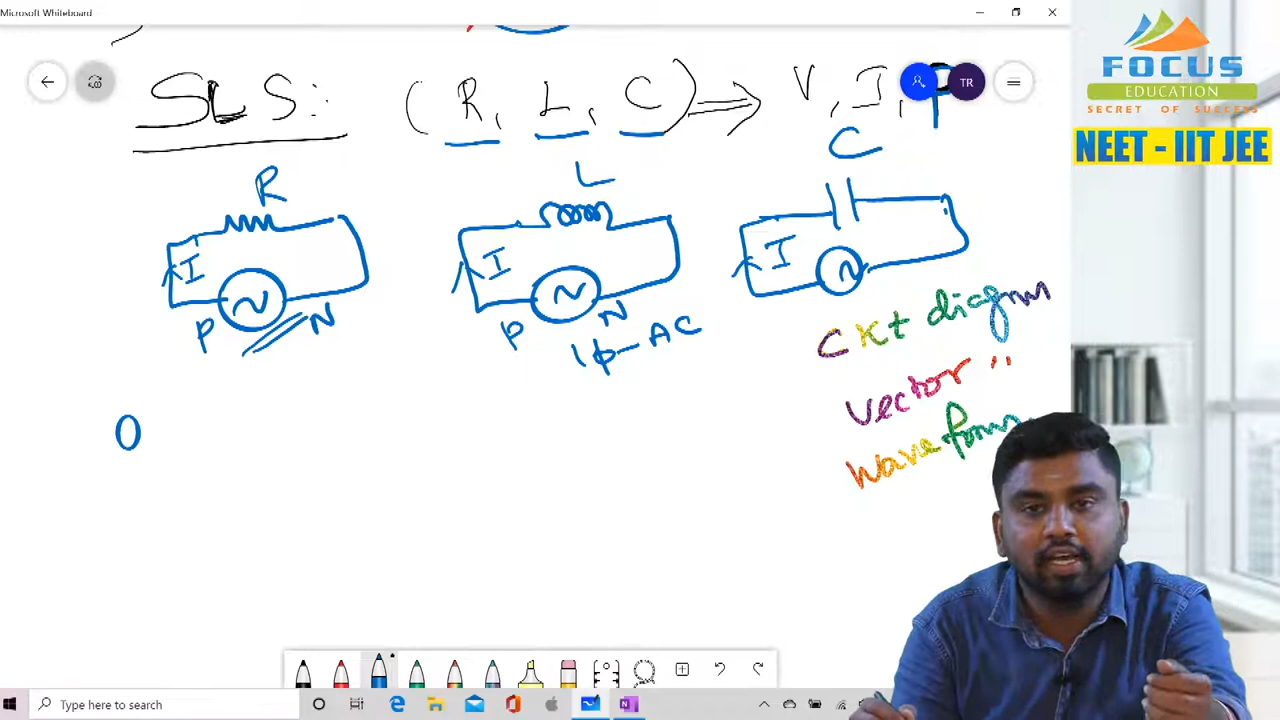 Microsoft Whiteboard
SLS: (R, L, C) ⇒ V, I, P
TR
FOCUS
EDUCATION
SECRET OF SUCCESS
NEET - IIT JEE
R
L
C
I
I
I
P
N
P
N
1φ-AC
CKt diagram
vector "
waveform
0
Type here to search